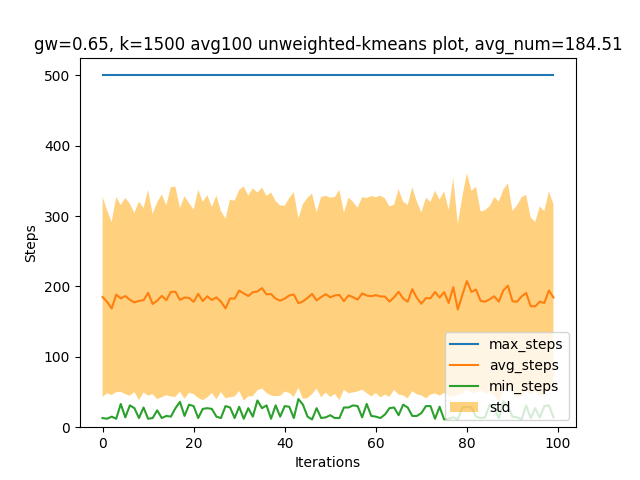 gw=0.65, k=1500 avg100 unweighted-kmeans plot, avg_num=184.51
500
400
300
200
100
0
Steps
0 20 40 60 80 100
Iterations
max_steps
avg_steps
min_steps
std